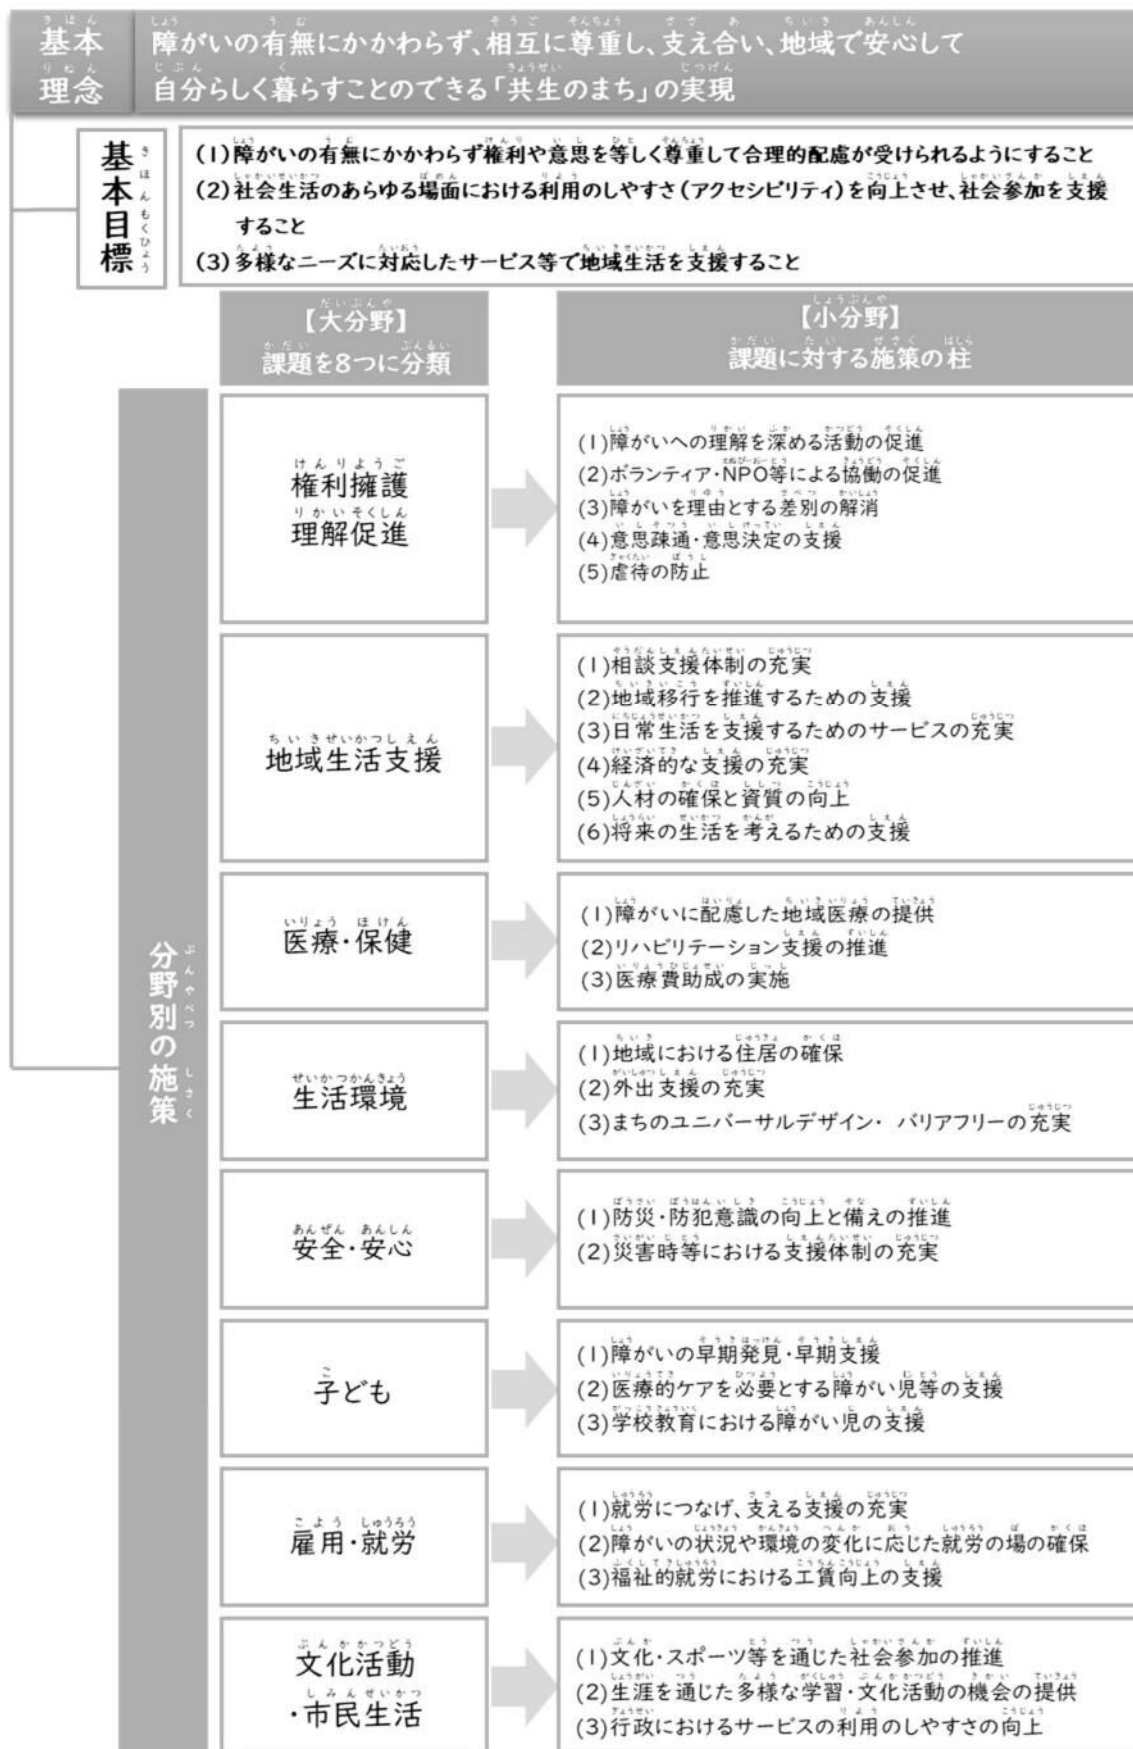 基本理念
障がいの有無にかかわらず、相互に尊重し、支え合い、地域で安心して
自分らしく暮らすことのできる「共生のまち」の実現
基本目標
(1)障がいの有無にかかわらず権利や意思を等しく尊重して合理的配慮が受けられるようにすること
(2)社会生活のあらゆる場面における利用のしやすさ(アクセシビリティ)を向上させ、社会参加を支援
すること
(3)多様なニーズに対応したサービス等で地域生活を支援すること
【大分野】
課題を8つに分類
【小分野】
課題に対する施策の柱
分野別の施策
権利擁護
理解促進
(1)障がいへの理解を深める活動の促進
(2)ボランティア・NPO等による協働の促進
(3)障がいを理由とする差別の解消
(4)意思疎通・意思決定の支援
(5)虐待の防止
地域生活支援
(1)相談支援体制の充実
(2)地域移行を推進するための支援
(3)日常生活を支援するためのサービスの充実
(4)経済的な支援の充実
(5)人材の確保と資質の向上
(6)将来の生活を考えるための支援
医療・保健
(1)障がいに配慮した地域医療の提供
(2)リハビリテーション支援の推進
(3)医療費助成の実施
生活環境
(1)地域における住居の確保
(2)外出支援の充実
(3)まちのユニバーサルデザイン・ バリアフリーの充実
安全・安心
(1)防災・防犯意識の向上と備えの推進
(2)災害時等における支援体制の充実
子ども
(1)障がいの早期発見・早期支援
(2)医療的ケアを必要とする障がい児等の支援
(3)学校教育における障がい児の支援
雇用・就労
(1)就労につなげ、支える支援の充実
(2)障がいの状況や環境の変化に応じた就労の場の確保
(3)福祉的就労における工賃向上の支援
文化活動
・市民生活
(1)文化・スポーツ等を通じた社会参加の推進
(2)生涯を通じた多様な学習・文化活動の機会の提供
(3)行政におけるサービスの利用のしやすさの向上